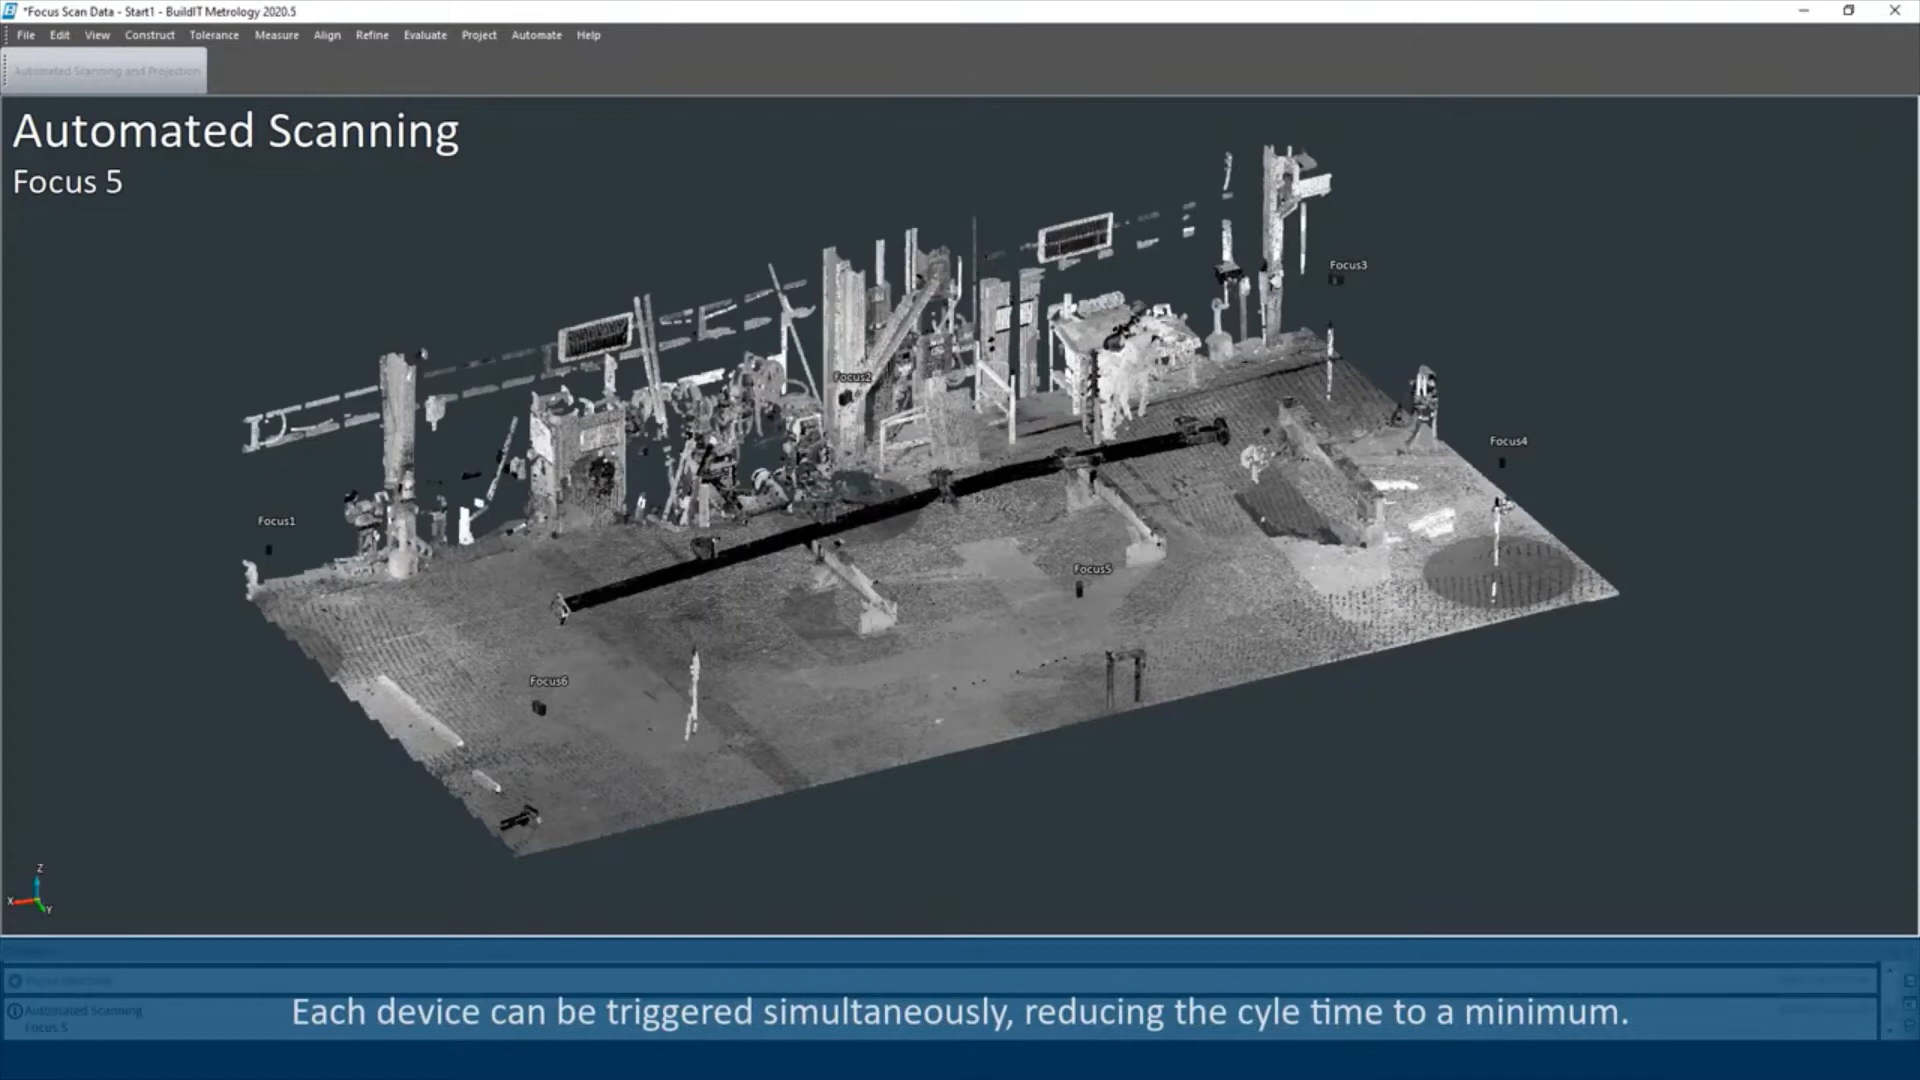 *Focus Scan Data - Start1 - BuildIT Metrology 2020.5
File Edit View Construct Tolerance Measure Align Refine Evaluate Project Automate Help
Automated Scanning and Projection
Automated Scanning
Focus 5
Focus3
Focus2
Focus4
Focus1
Focus5
Focus6
Z
X
Y
Automated Scanning
Focus 5
Each device can be triggered simultaneously, reducing the cyle time to a minimum.